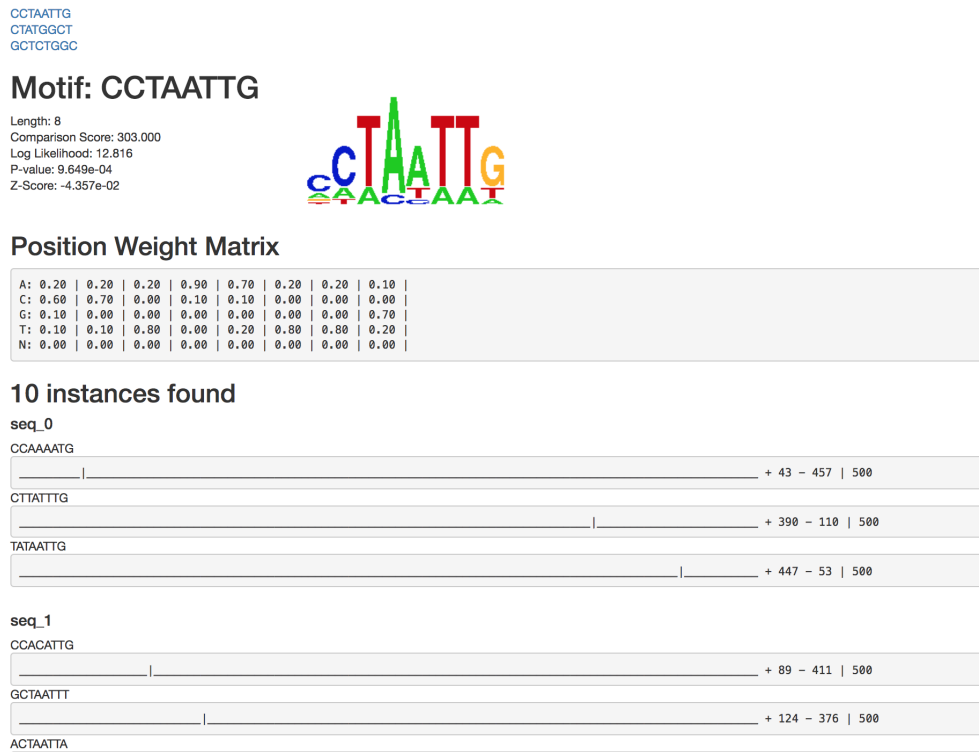 CCTAATTG
CTATGGCT
GCTCTGGC
Motif: CCTAATTG
Length: 8
Comparison Score: 303.000
Log Likelihood: 12.816
P-value: 9.649e-04
Z-Score: -4.357e-02
CCTAATTG
Position Weight Matrix
A: 0.20 | 0.20 | 0.20 | 0.90 | 0.70 | 0.20 | 0.20 | 0.10 |
C: 0.60 | 0.70 | 0.00 | 0.10 | 0.10 | 0.00 | 0.00 | 0.00 |
G: 0.10 | 0.00 | 0.00 | 0.00 | 0.00 | 0.00 | 0.00 | 0.70 |
T: 0.10 | 0.10 | 0.80 | 0.00 | 0.20 | 0.80 | 0.80 | 0.20 |
N: 0.00 | 0.00 | 0.00 | 0.00 | 0.00 | 0.00 | 0.00 | 0.00 |
10 instances found
seq_0
CCAAAATG
+ 43 - 457 | 500
CTTATTTG
+ 390 - 110 | 500
TATAATTG
+ 447 - 53 | 500
seq_1
CCACATTG
+ 89 - 411 | 500
GCTAATTT
+ 124 - 376 | 500
ACTAATTA